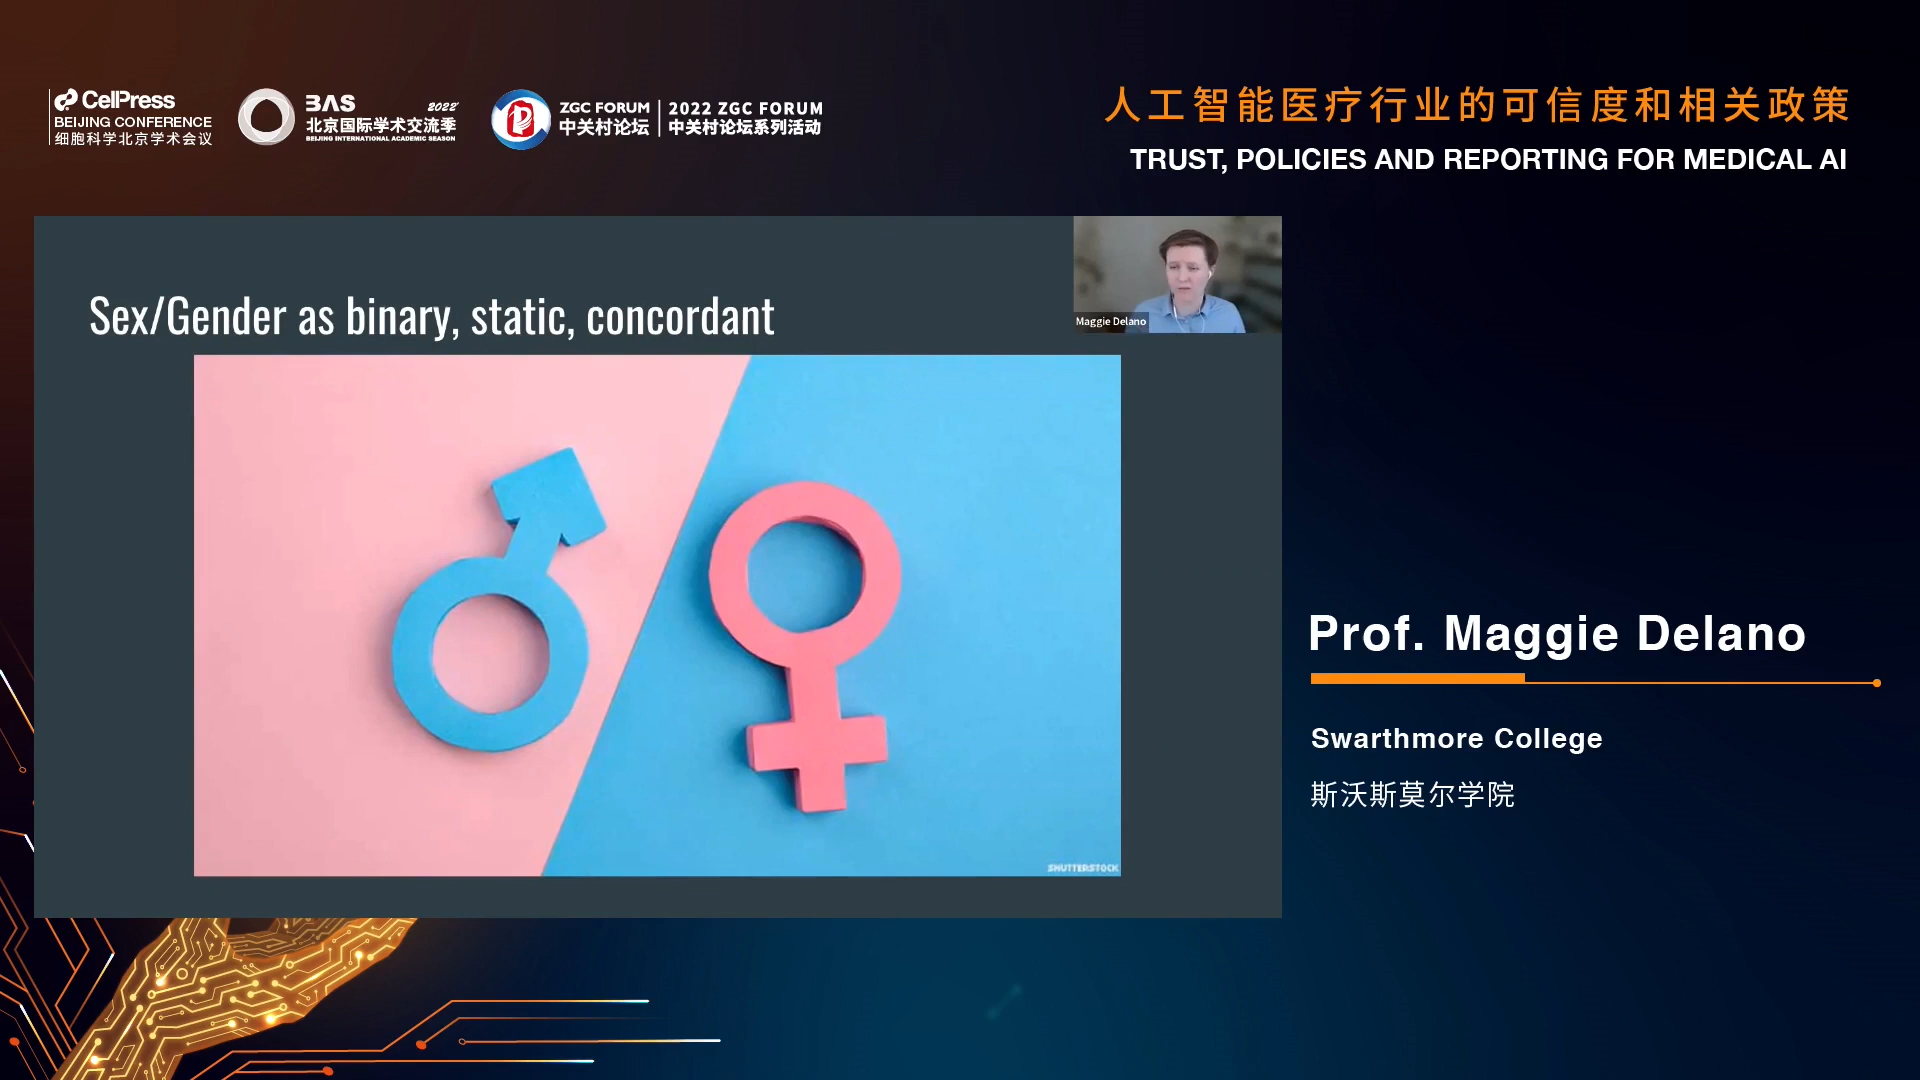 CellPress
BEIJING CONFERENCE
细胞科学北京学术会议
BAS 2022
北京国际学术交流季
BEIJING INTERNATIONAL ACADEMIC SEASON
ZGC FORUM
中关村论坛
2022 ZGC FORUM
中关村论坛系列活动
人工智能医疗行业的可信度和相关政策
TRUST, POLICIES AND REPORTING FOR MEDICAL AI
Sex/Gender as binary, static, concordant
Maggie Delano
SHUTTERSTOCK
Prof. Maggie Delano
Swarthmore College
斯沃斯莫尔学院